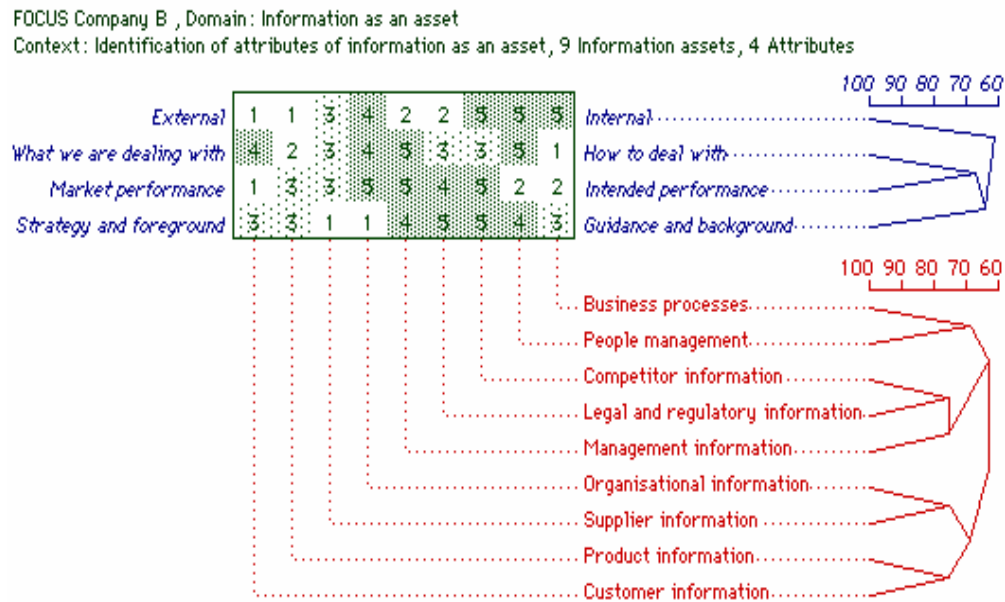 FOCUS Company B , Domain: Information as an asset
Context: Identification of attributes of information as an asset, 9 Information assets, 4 Attributes
100 90 80 70 60
External 1 1 3 4 2 2 5 5 5 Internal
What we are dealing with 4 2 3 4 5 3 3 5 1 How to deal with
Market performance 1 3 3 5 5 4 5 2 2 Intended performance
Strategy and foreground 3 3 1 1 4 5 5 4 3 Guidance and background
100 90 80 70 60
Business processes
People management
Competitor information
Legal and regulatory information
Management information
Organisational information
Supplier information
Product information
Customer information